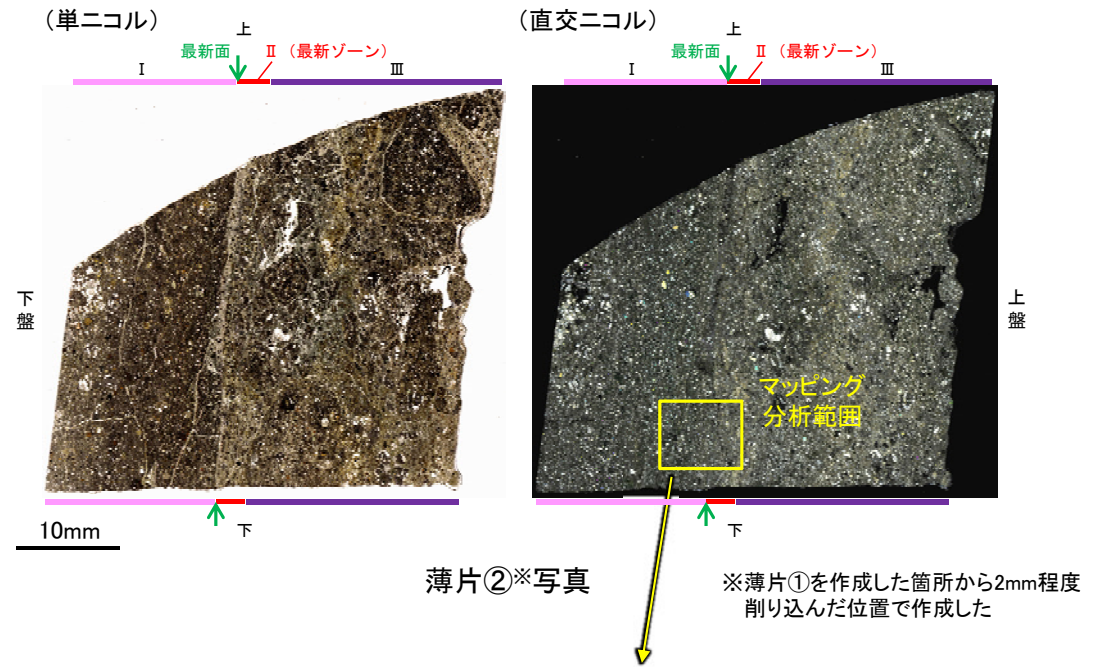 (単ニコル)
上
最新面
Ⅱ (最新ゾーン)
Ⅰ
Ⅲ
下盤
下
10mm
(直交ニコル)
上
最新面
Ⅱ (最新ゾーン)
Ⅰ
Ⅲ
上盤
マッピング
分析範囲
下
薄片②※写真
※薄片①を作成した箇所から2mm程度
削り込んだ位置で作成した